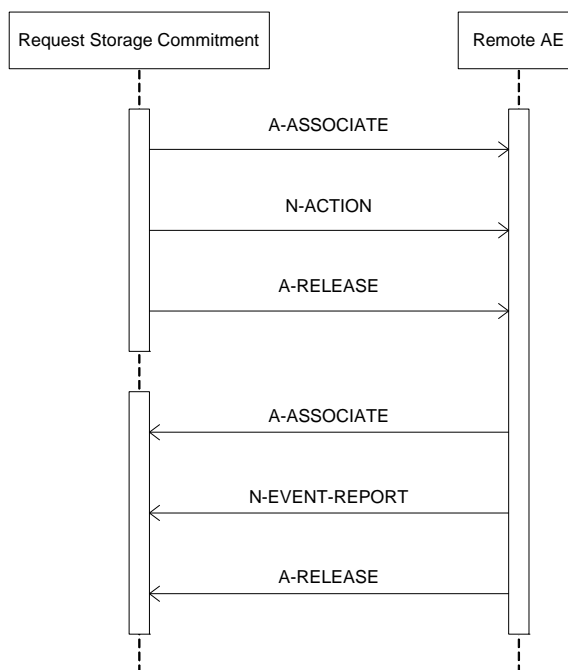 Request Storage Commitment
Remote AE
A-ASSOCIATE
N-ACTION
A-RELEASE
A-ASSOCIATE
N-EVENT-REPORT
A-RELEASE